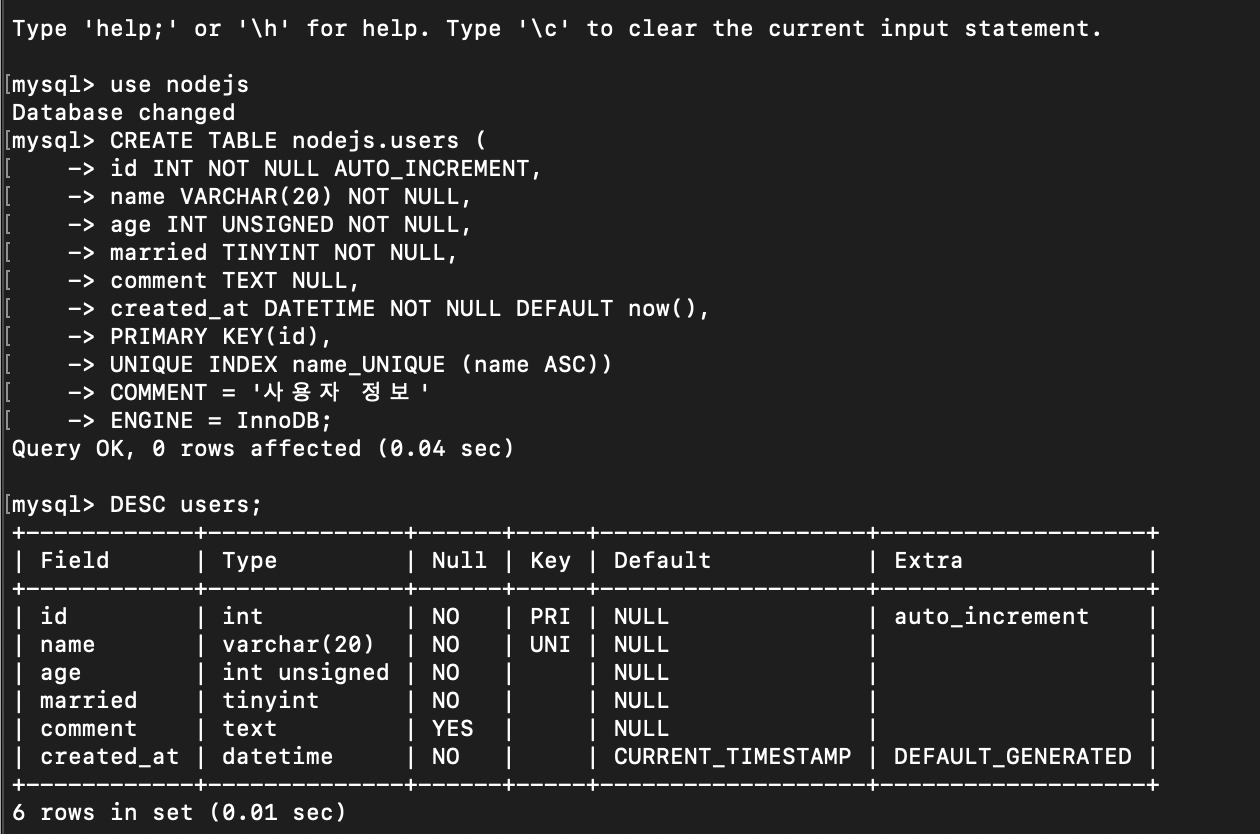 Type 'help;' or '\h' for help. Type '\c' to clear the current input statement.
[mysql> use nodejs
Database changed
[mysql> CREATE TABLE nodejs.users (
[    -> id INT NOT NULL AUTO_INCREMENT,
[    -> name VARCHAR(20) NOT NULL,
[    -> age INT UNSIGNED NOT NULL,
[    -> married TINYINT NOT NULL,
[    -> comment TEXT NULL,
[    -> created_at DATETIME NOT NULL DEFAULT now(),
[    -> PRIMARY KEY(id),
[    -> UNIQUE INDEX name_UNIQUE (name ASC))
[    -> COMMENT = '사용자 정보'
[    -> ENGINE = InnoDB;
Query OK, 0 rows affected (0.04 sec)
[mysql> DESC users;
+------------+--------------+------+-----+-------------------+-------------------+
| Field      | Type         | Null | Key | Default           | Extra             |
+------------+--------------+------+-----+-------------------+-------------------+
| id         | int          | NO   | PRI | NULL              | auto_increment    |
| name       | varchar(20)  | NO   | UNI | NULL              |                   |
| age        | int unsigned | NO   |     | NULL              |                   |
| married    | tinyint      | NO   |     | NULL              |                   |
| comment    | text         | YES  |     | NULL              |                   |
| created_at | datetime     | NO   |     | CURRENT_TIMESTAMP | DEFAULT_GENERATED |
+------------+--------------+------+-----+-------------------+-------------------+
6 rows in set (0.01 sec)